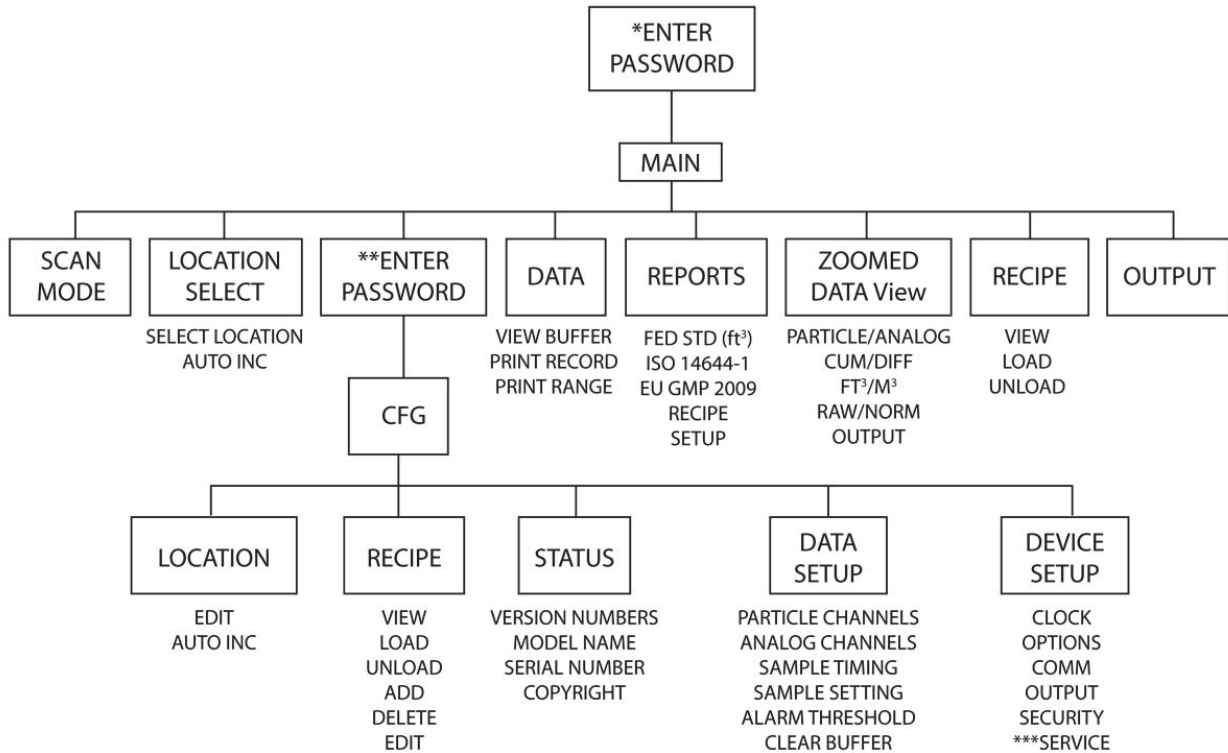 *ENTER
PASSWORD
MAIN
SCAN
MODE
LOCATION
SELECT
SELECT LOCATION
AUTO INC
**ENTER
PASSWORD
DATA
VIEW BUFFER
PRINT RECORD
PRINT RANGE
REPORTS
FED STD (ft³)
ISO 14644-1
EU GMP 2009
RECIPE
SETUP
ZOOMED
DATA View
PARTICLE/ANALOG
CUM/DIFF
FT³/M³
RAW/NORM
OUTPUT
RECIPE
VIEW
LOAD
UNLOAD
OUTPUT
CFG
LOCATION
EDIT
AUTO INC
RECIPE
VIEW
LOAD
UNLOAD
ADD
DELETE
EDIT
STATUS
VERSION NUMBERS
MODEL NAME
SERIAL NUMBER
COPYRIGHT
DATA
SETUP
PARTICLE CHANNELS
ANALOG CHANNELS
SAMPLE TIMING
SAMPLE SETTING
ALARM THRESHOLD
CLEAR BUFFER
DEVICE
SETUP
CLOCK
OPTIONS
COMM
OUTPUT
SECURITY
***SERVICE